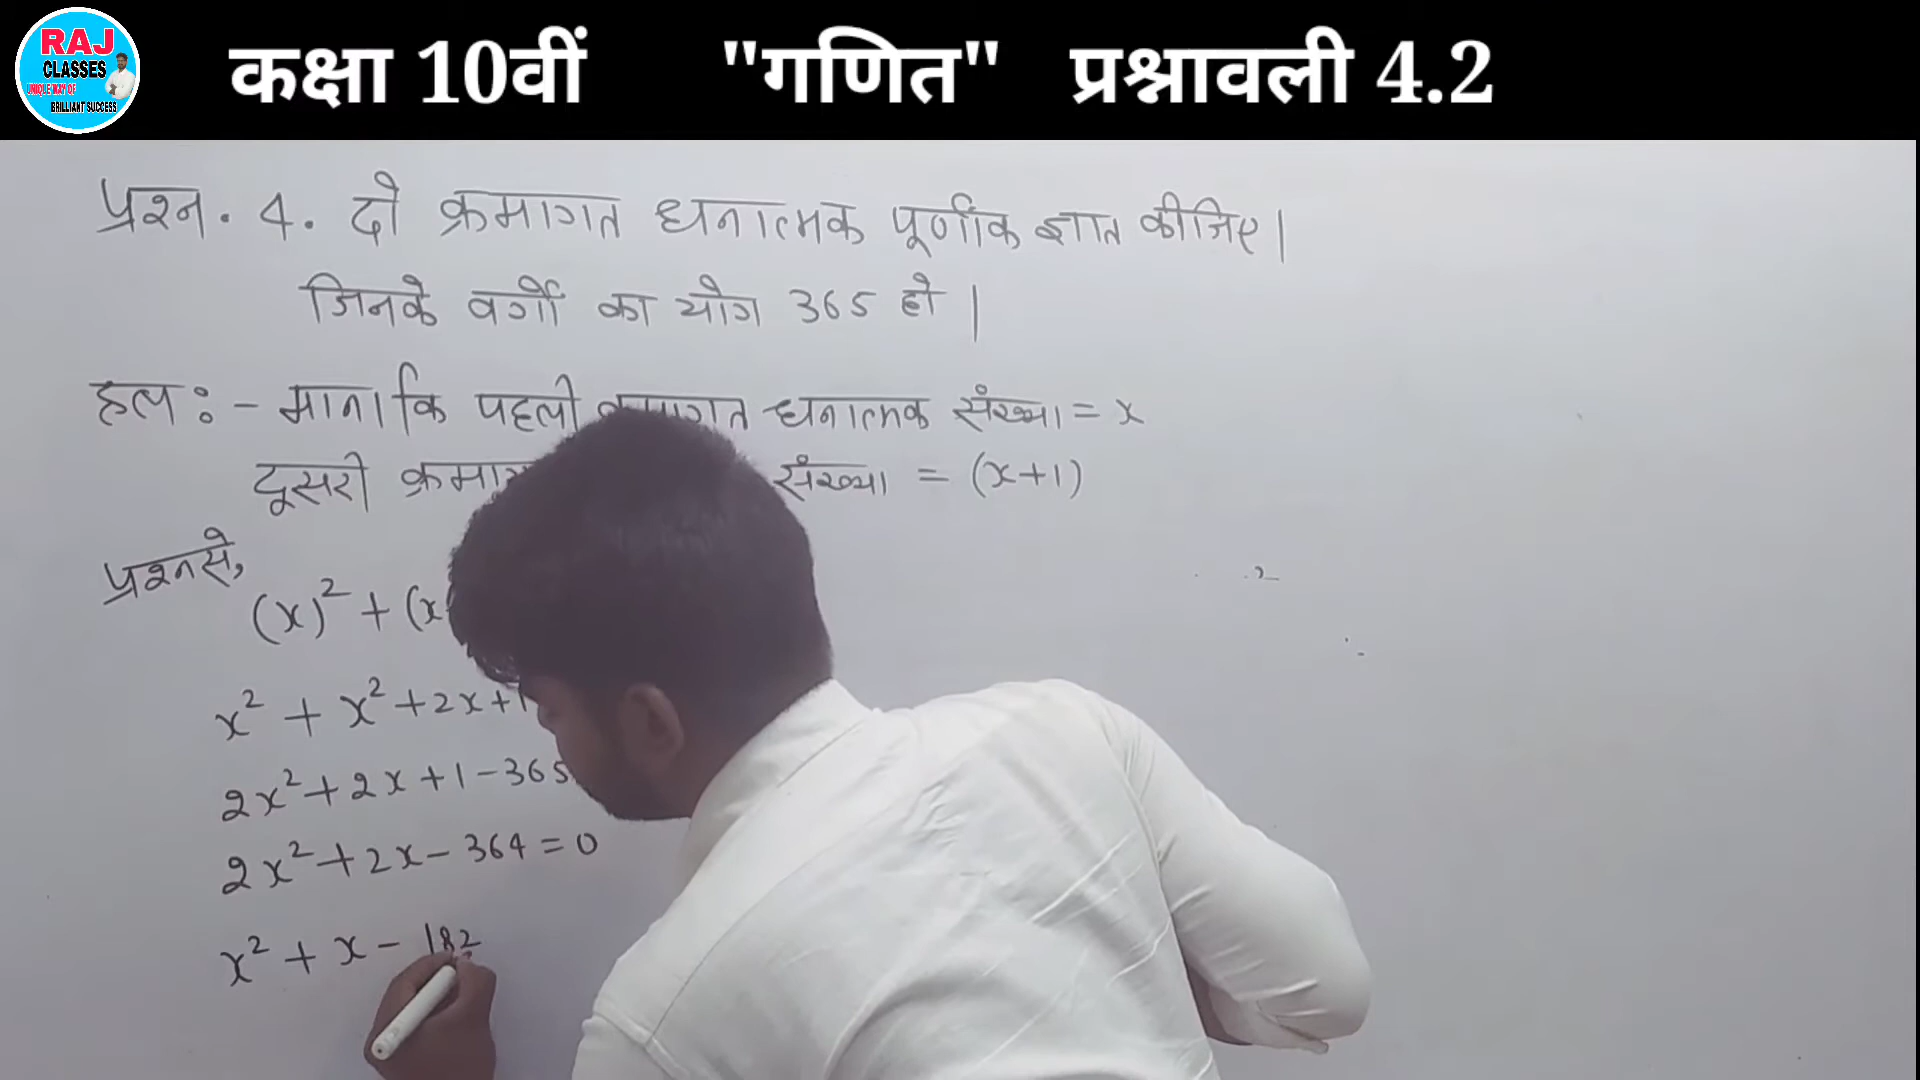 RAJ
CLASSES
UNIQUE WAY OF
BRILLIANT SUCCESS
कक्षा 10वीं "गणित" प्रश्नावली 4.2
प्रश्न. 4. दो क्रमागत धनात्मक पूर्णांक ज्ञात कीजिए।
जिनके वर्गों का योग 365 हो |
हल :- माना कि पहली क्रमागत धनात्मक संख्या = x
दूसरी संख्या = (x+1)
प्रश्न से,
(x)² + (x
x² + x² + 2x + 1
2x² + 2x + 1 - 365
2x² + 2x - 364 = 0
x² + x - 182